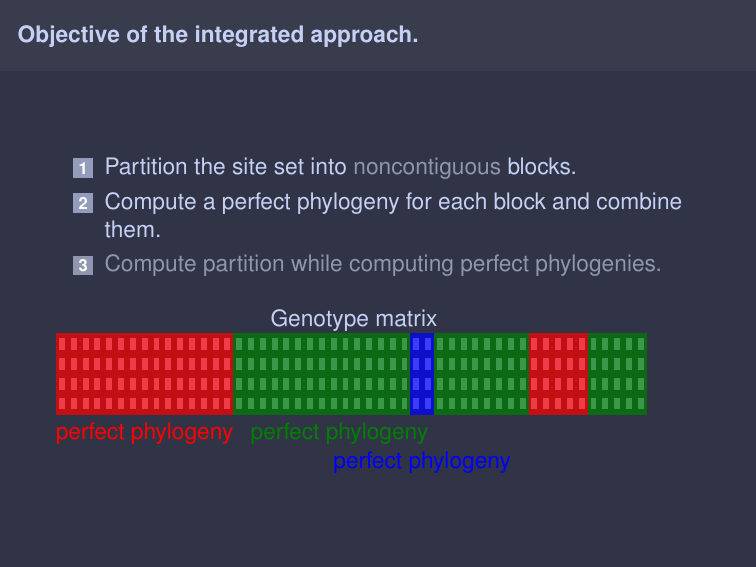 Objective of the integrated approach.
1 Partition the site set into noncontiguous blocks.
2 Compute a perfect phylogeny for each block and combine
them.
3 Compute partition while computing perfect phylogenies.
Genotype matrix
perfect phylogeny perfect phylogeny
perfect phylogeny